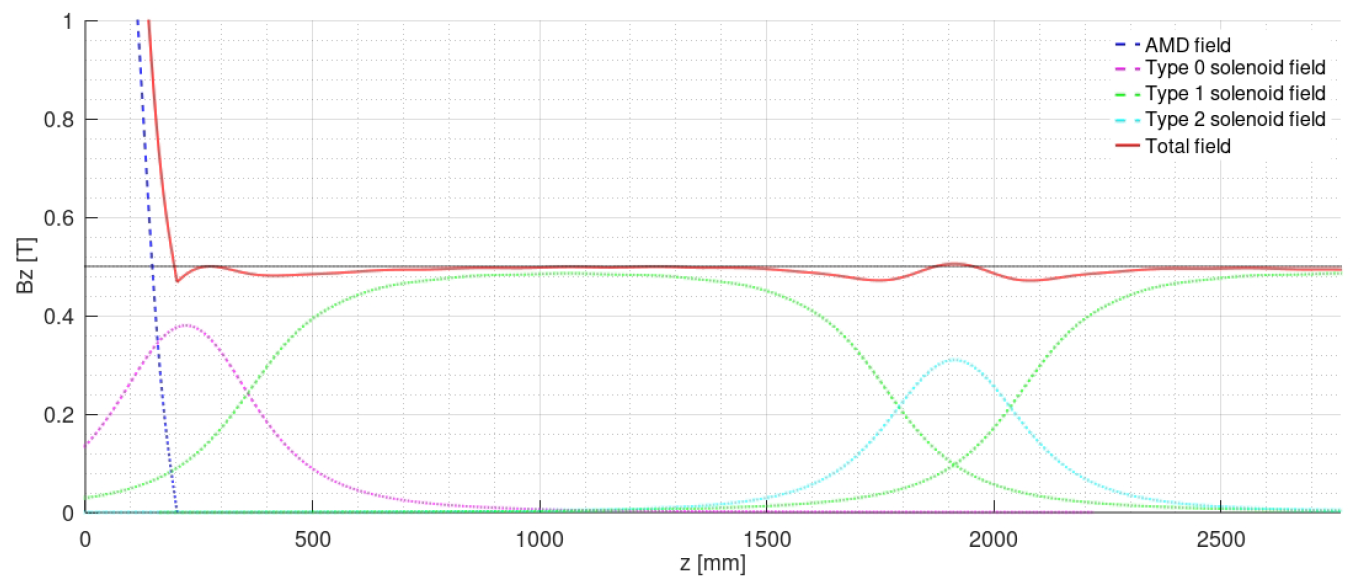 1
0.8
0.6
0.4
0.2
0
Bz [T]
0 500 1000 1500 2000 2500
z [mm]
AMD field
Type 0 solenoid field
Type 1 solenoid field
Type 2 solenoid field
Total field